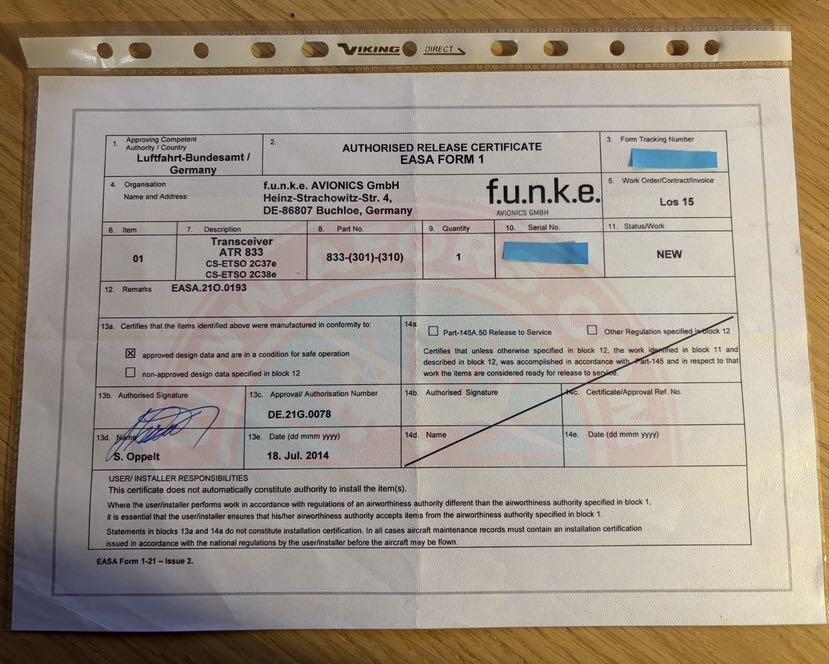 VIKING DIRECT
1. Approving Competent
Authority / Country
Luftfahrt-Bundesamt /
Germany
2.
AUTHORISED RELEASE CERTIFICATE
EASA FORM 1
3. Form Tracking Number
4. Organisation
Name and Address:
f.u.n.k.e. AVIONICS GmbH
Heinz-Strachowitz-Str. 4,
DE-86807 Buchloe, Germany
f.u.n.k.e.
AVIONICS GMBH
5. Work Order/Contract/Invoice
Los 15
6. Item
7. Description
8. Part No.
9. Quantity
10. Serial No.
11. Status/Work
01
Transceiver
ATR 833
CS-ETSO 2C37e
CS-ETSO 2C38e
833-(301)-(310)
1
NEW
12. Remarks EASA.21O.0193
13a. Certifies that the items identified above were manufactured in conformity to:
approved design data and are in a condition for safe operation
non-approved design data specified in block 12
14a.
Part-145A.50 Release to Service
Other Regulation specified in block 12
Certifies that unless otherwise specified in block 12, the work identified in block 11 and
described in block 12, was accomplished in accordance with Part-145 and in respect to that
work the items are considered ready for release to service.
13b. Authorised Signature
13c. Approval/ Authorisation Number
DE.21G.0078
14b. Authorised Signature
14c. Certificate/Approval Ref. No.
13d. Name
S. Oppelt
13e. Date (dd mmm yyyy)
18. Jul. 2014
14d. Name
14e. Date (dd mmm yyyy)
USER/ INSTALLER RESPONSIBILITIES
This certificate does not automatically constitute authority to install the item(s).
Where the user/installer performs work in accordance with regulations of an airworthiness authority different than the airworthiness authority specified in block 1,
it is essential that the user/installer ensures that his/her airworthiness authority accepts items from the airworthiness authority specified in block 1.
Statements in blocks 13a and 14a do not constitute installation certification. In all cases aircraft maintenance records must contain an installation certification
issued in accordance with the national regulations by the user/installer before the aircraft may be flown.
EASA Form 1-21 – Issue 2.